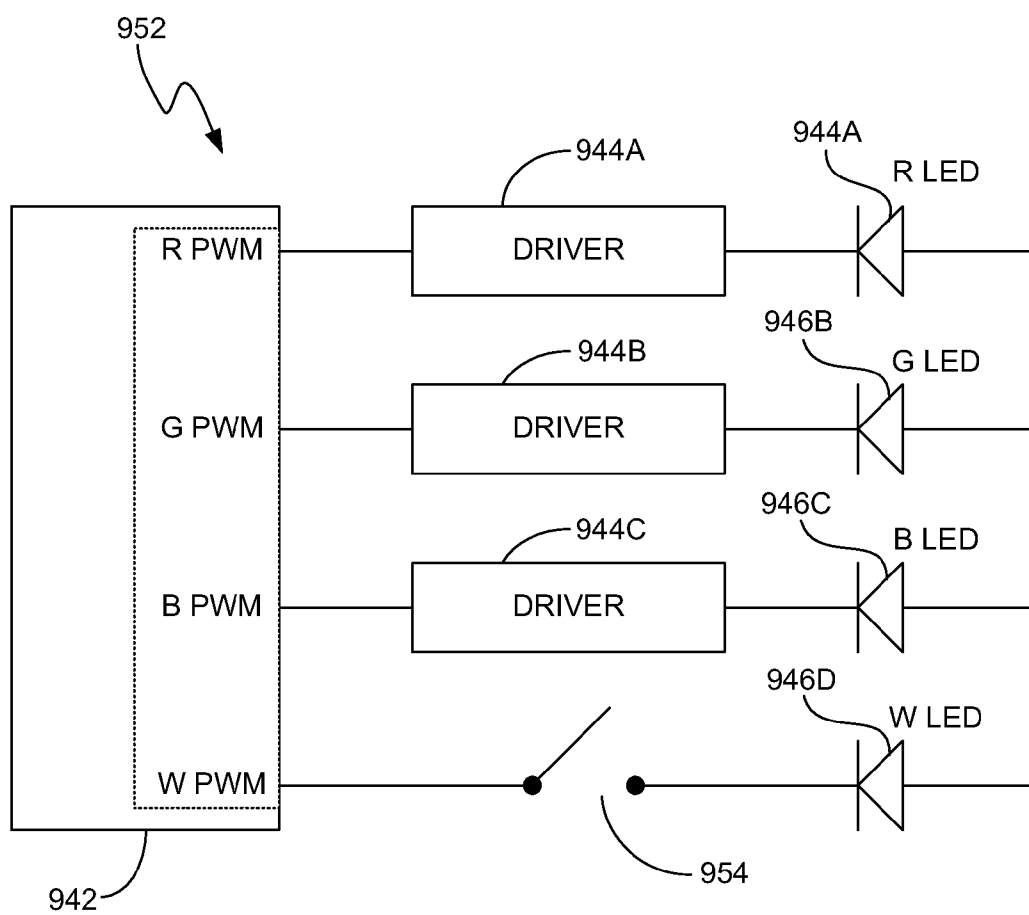 952
944A
944A
R LED
R PWM
DRIVER
944B
946B
G LED
G PWM
DRIVER
944C
946C
B LED
B PWM
DRIVER
946D
W LED
W PWM
954
942